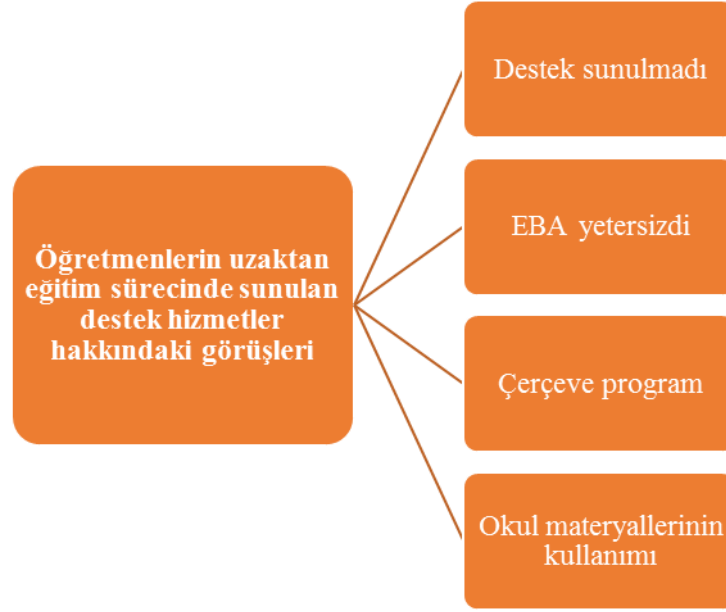 Öğretmenlerin uzaktan
eğitim sürecinde sunulan
destek hizmetler
hakkındaki görüşleri
Destek sunulmadı
EBA yetersizdi
Çerçeve program
Okul materyallerinin
kullanımı